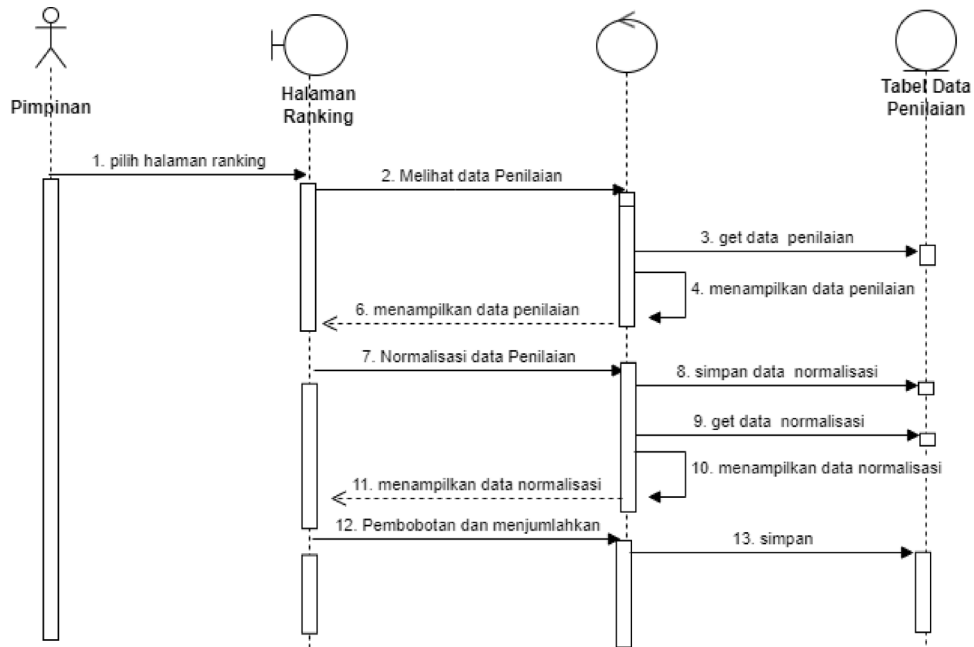 Pimpinan
Halaman
Ranking
Tabel Data
Penilaian
1. pilih halaman ranking
2. Melihat data Penilaian
3. get data penilaian
4. menampilkan data penilaian
6. menampilkan data penilaian
7. Normalisasi data Penilaian
8. simpan data normalisasi
9. get data normalisasi
10. menampilkan data normalisasi
11. menampilkan data normalisasi
12. Pembobotan dan menjumlahkan
13. simpan